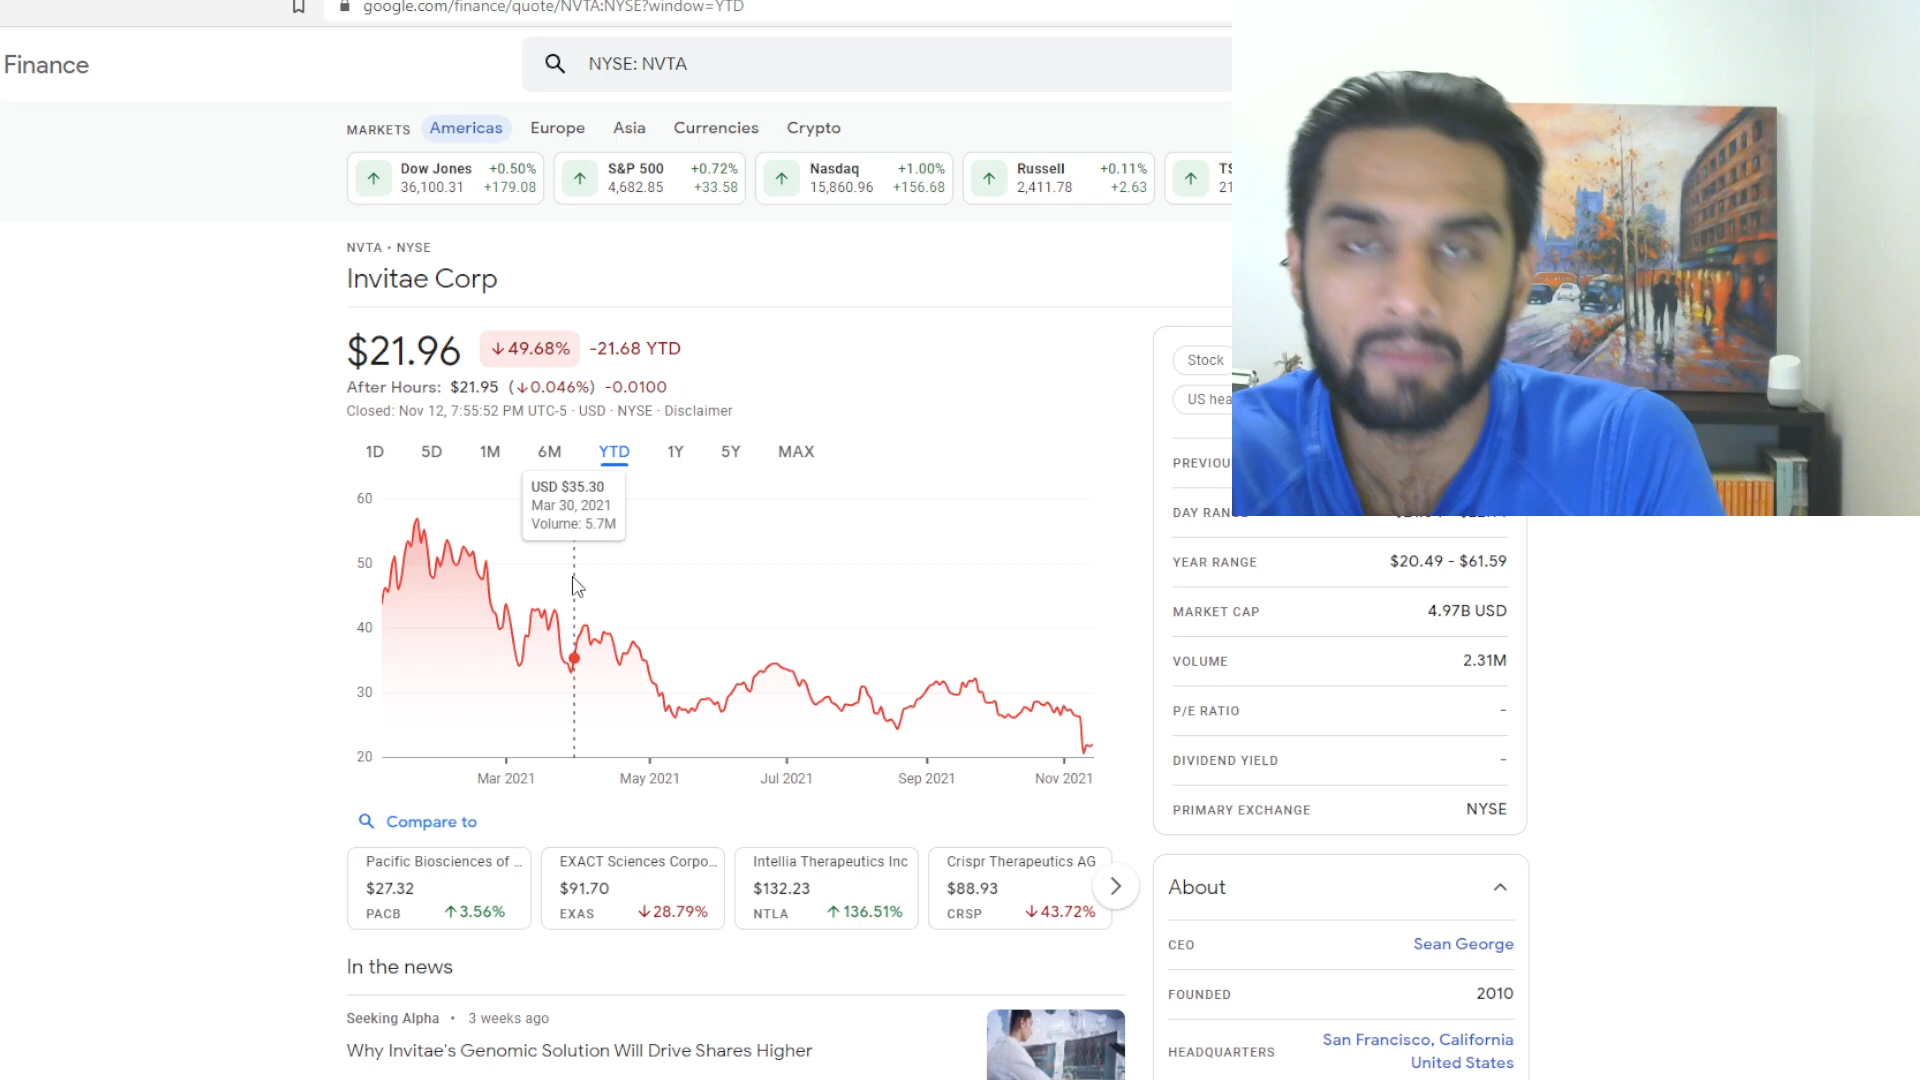 google.com/finance/quote/NVTA:NYSE?window=YTD
Finance
NYSE: NVTA
MARKETS Americas Europe Asia Currencies Crypto
Dow Jones +0.50% S&P 500 +0.72% Nasdaq +1.00% Russell +0.11%
36,100.31 +179.08 4,682.85 +33.58 15,860.96 +156.68 2,411.78 +2.63 21
NVTA • NYSE
Invitae Corp
$21.96 ↓49.68% -21.68 YTD
After Hours: $21.95 (↓0.046%) -0.0100
Closed: Nov 12, 7:55:52 PM UTC-5 · USD · NYSE · Disclaimer
1D 5D 1M 6M YTD 1Y 5Y MAX
USD $35.30
Mar 30, 2021
Volume: 5.7M
60
50
40
30
20
Mar 2021 May 2021 Jul 2021 Sep 2021 Nov 2021
Compare to
Pacific Biosciences of ...
$27.32
PACB ↑3.56%
EXACT Sciences Corpo...
$91.70
EXAS ↓28.79%
Intellia Therapeutics Inc
$132.23
NTLA ↑136.51%
Crispr Therapeutics AG
$88.93
CRSP ↓43.72%
In the news
Seeking Alpha • 3 weeks ago
Why Invitae's Genomic Solution Will Drive Shares Higher
Stock
US hea
PREVIOU
DAY RANG
YEAR RANGE $20.49 - $61.59
MARKET CAP 4.97B USD
VOLUME 2.31M
P/E RATIO -
DIVIDEND YIELD -
PRIMARY EXCHANGE NYSE
About
CEO Sean George
FOUNDED 2010
HEADQUARTERS San Francisco, California
United States